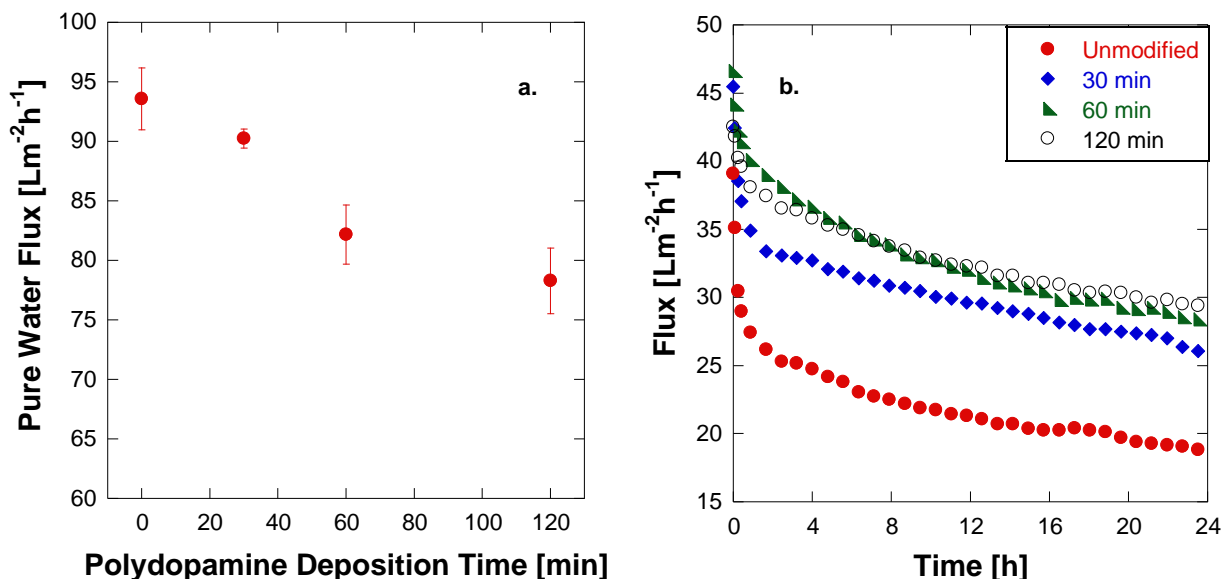 100
95
90
85
80
75
70
65
60
0 20 40 60 80 100 120
Pure Water Flux [Lm-2h-1]
Polydopamine Deposition Time [min]
a.
50
45
40
35
30
25
20
15
0 4 8 12 16 20 24
Flux [Lm-2h-1]
Time [h]
b.
Unmodified
30 min
60 min
120 min